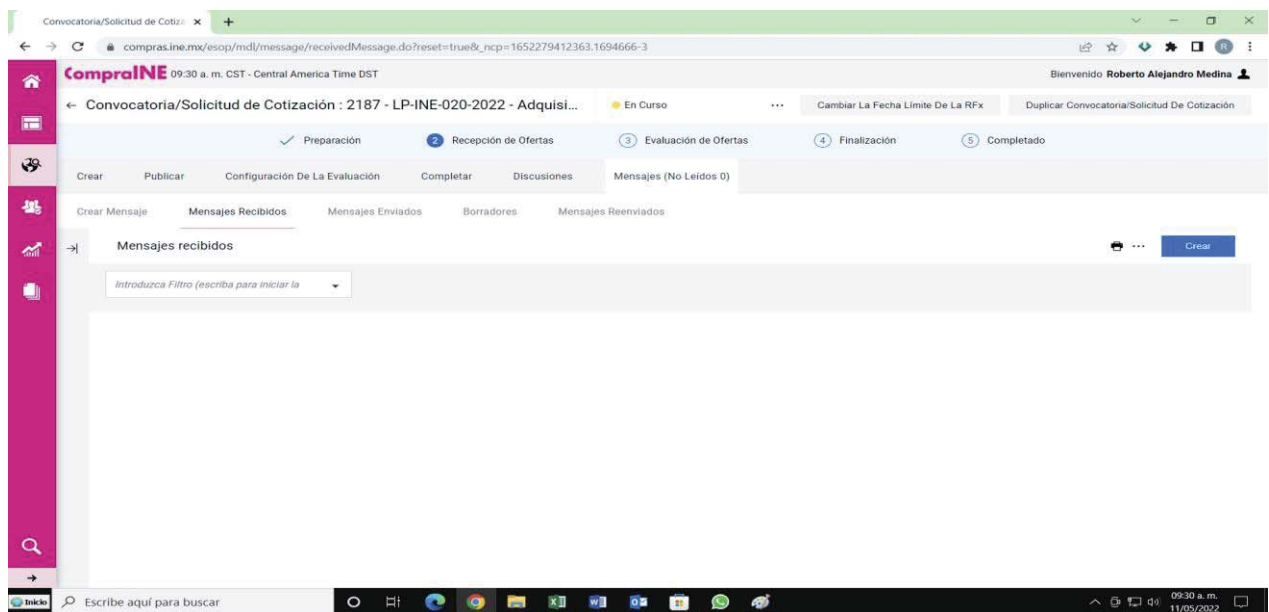 Convocatoria/Solicitud de Cotiz
compras.ine.mx/esop/mdl/message/receivedMessage.do?reset=true&_ncp=1652279412363.1694666-3
R
CompraINE 09:30 a. m. CST - Central America Time DST
Bienvenido Roberto Alejandro Medina
Convocatoria/Solicitud de Cotización : 2187 - LP-INE-020-2022 - Adquisi...
En Curso
...
Cambiar La Fecha Límite De La RFx
Duplicar Convocatoria/Solicitud De Cotización
Preparación
2 Recepción de Ofertas
3 Evaluación de Ofertas
4 Finalización
5 Completado
Crear Publicar Configuración De La Evaluación Completar Discusiones Mensajes (No Leídos 0)
Crear Mensaje Mensajes Recibidos Mensajes Enviados Borradores Mensajes Reenviados
Mensajes recibidos
...
Crear
Introduzca Filtro (escriba para iniciar la
Inicio
Escribe aquí para buscar
09:30 a. m.
11/05/2022